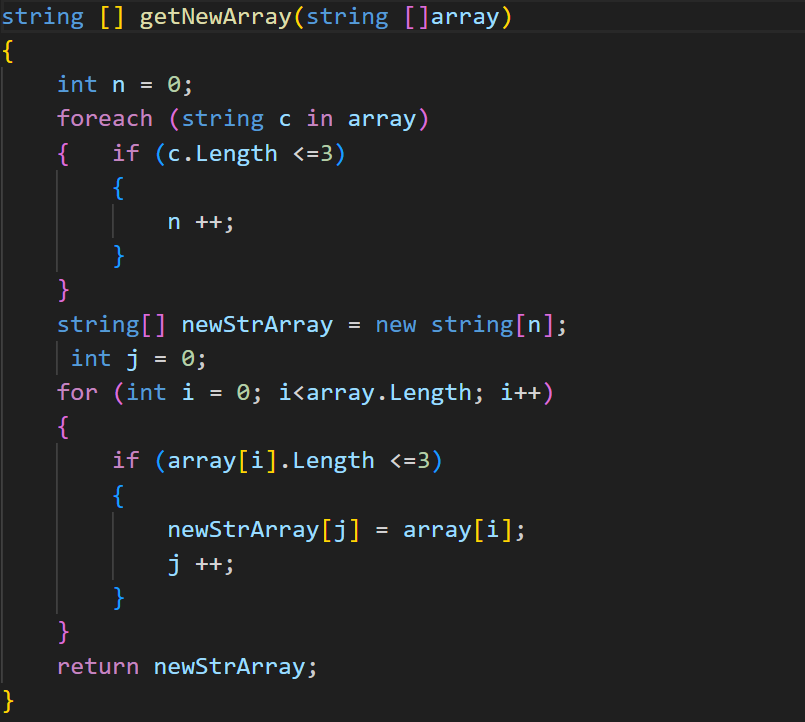 string [] getNewArray(string []array)
{
    int n = 0;
    foreach (string c in array)
    {   if (c.Length <=3)
        {
            n ++;
        }
    }
    string[] newStrArray = new string[n];
     int j = 0;
    for (int i = 0; i<array.Length; i++)
    {
        if (array[i].Length <=3)
        {
            newStrArray[j] = array[i];
            j ++;
        }
    }
    return newStrArray;
}